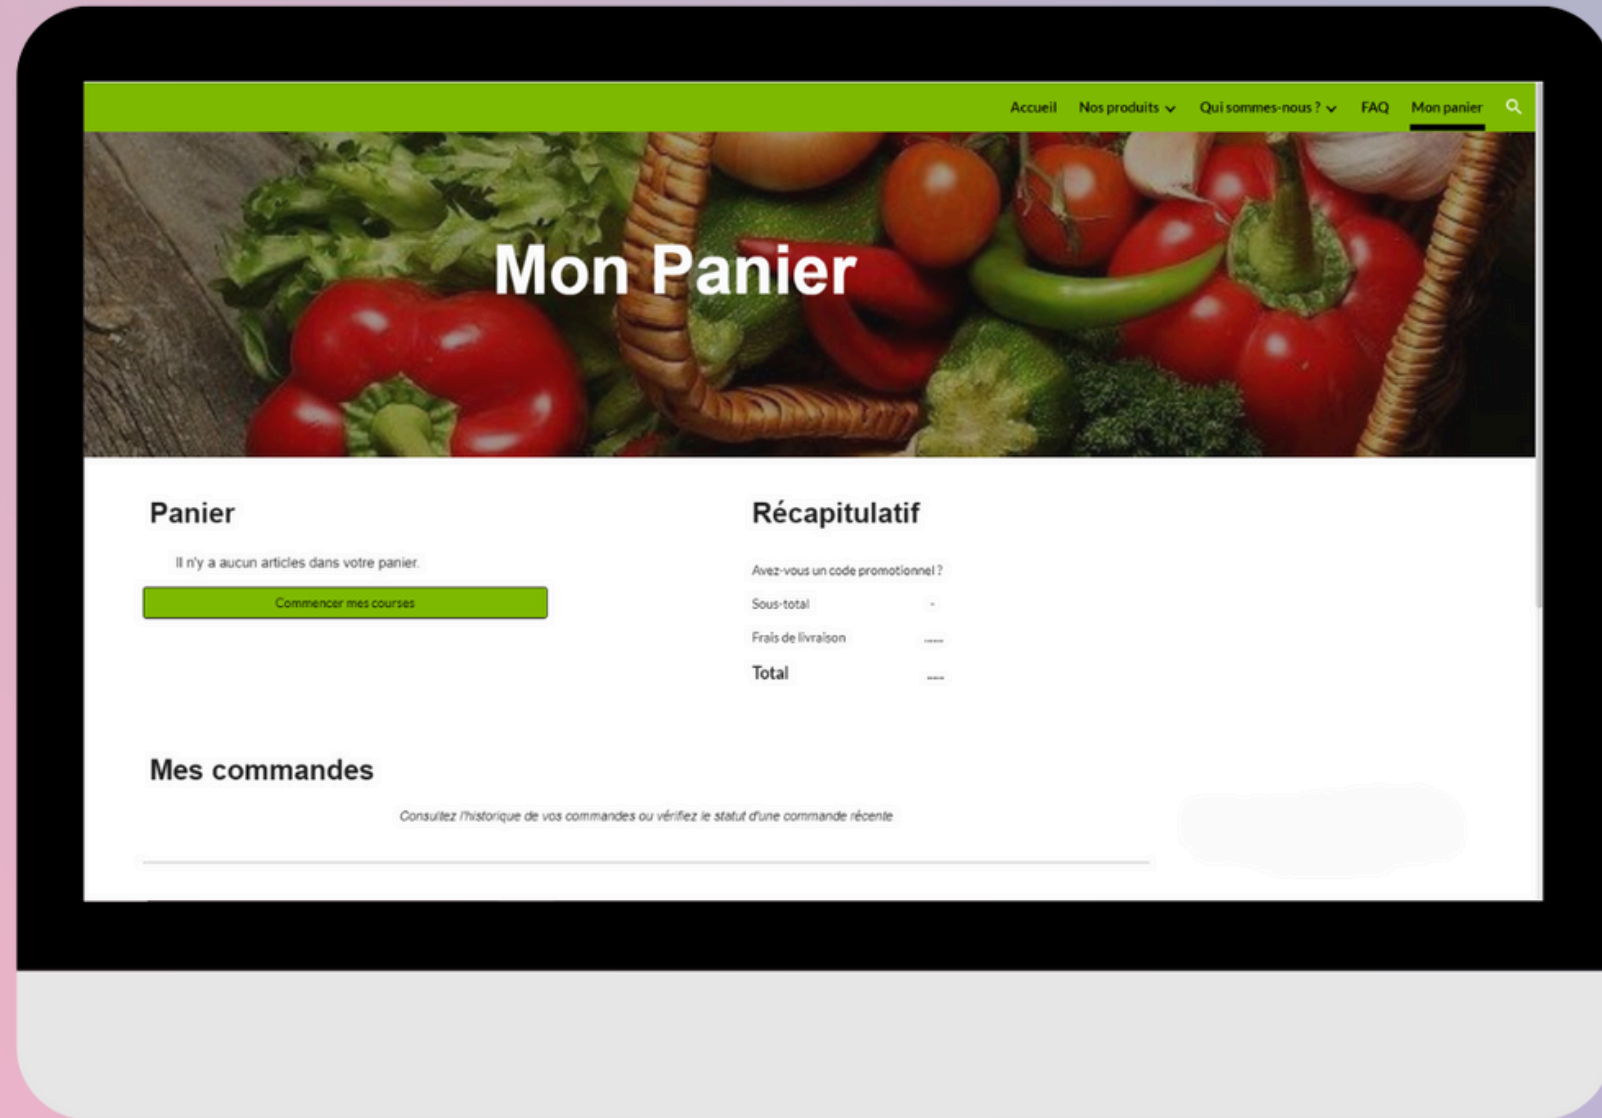 Accueil Nos produits Qui sommes-nous ? FAQ Mon panier
Mon Panier
Panier
Il n'y a aucun articles dans votre panier.
Commencer mes courses
Récapitulatif
Avez-vous un code promotionnel ?
Sous-total -
Frais de livraison ----
Total ----
Mes commandes
Consultez l'historique de vos commandes ou vérifiez le statut d'une commande récente